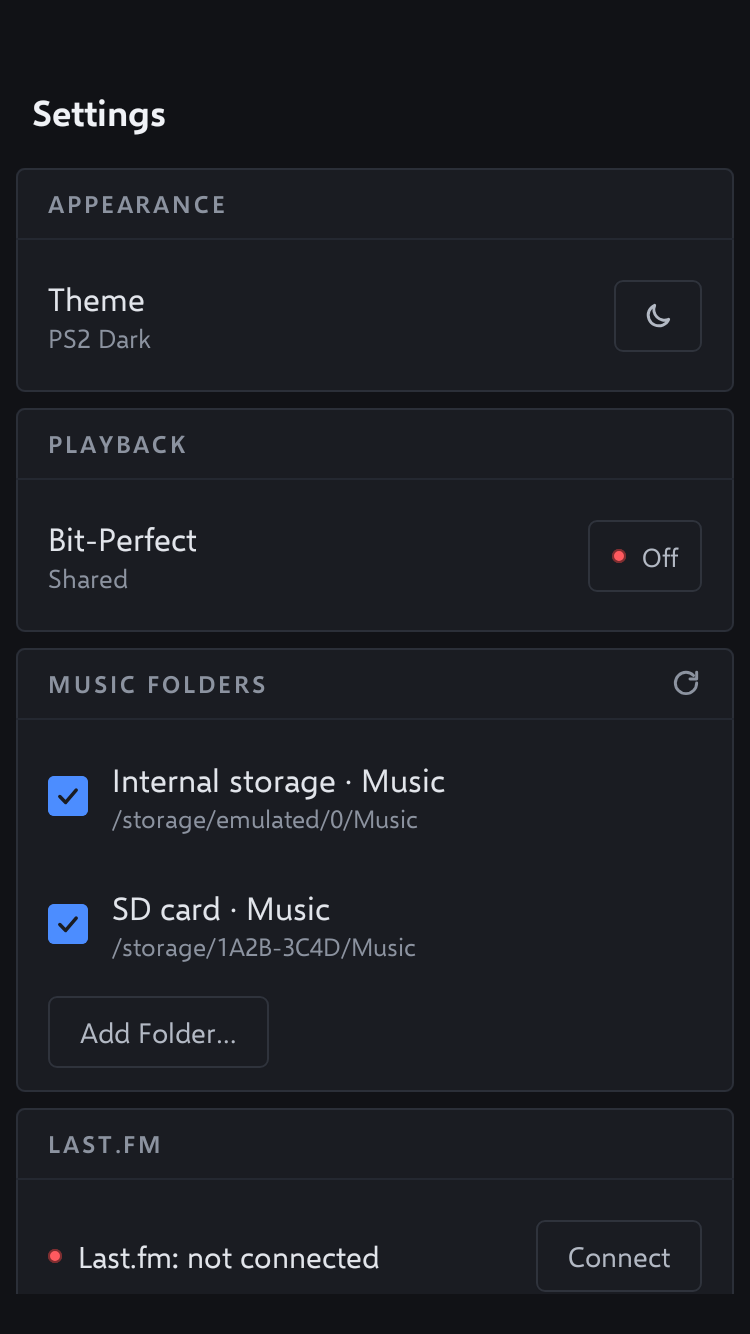 Settings
APPEARANCE
Theme
PS2 Dark
PLAYBACK
Bit-Perfect
Shared
Off
MUSIC FOLDERS
Internal storage · Music
/storage/emulated/0/Music
SD card · Music
/storage/1A2B-3C4D/Music
Add Folder...
LAST.FM
Last.fm: not connected
Connect